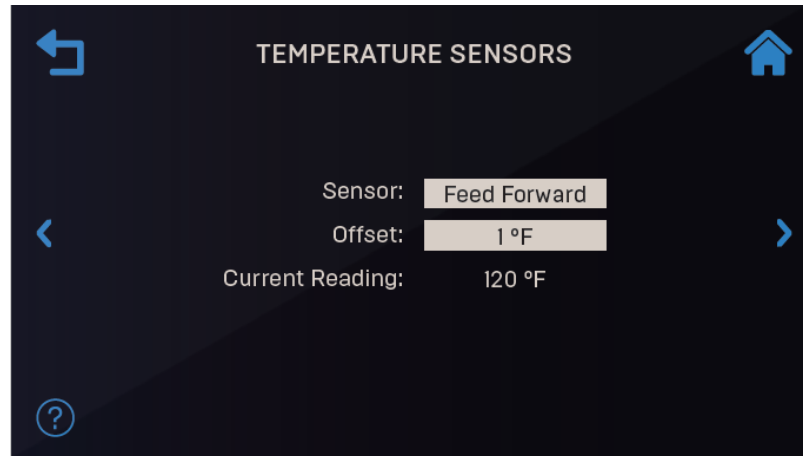 TEMPERATURE SENSORS
Sensor: Feed Forward
Offset: 1 °F
Current Reading: 120 °F
?